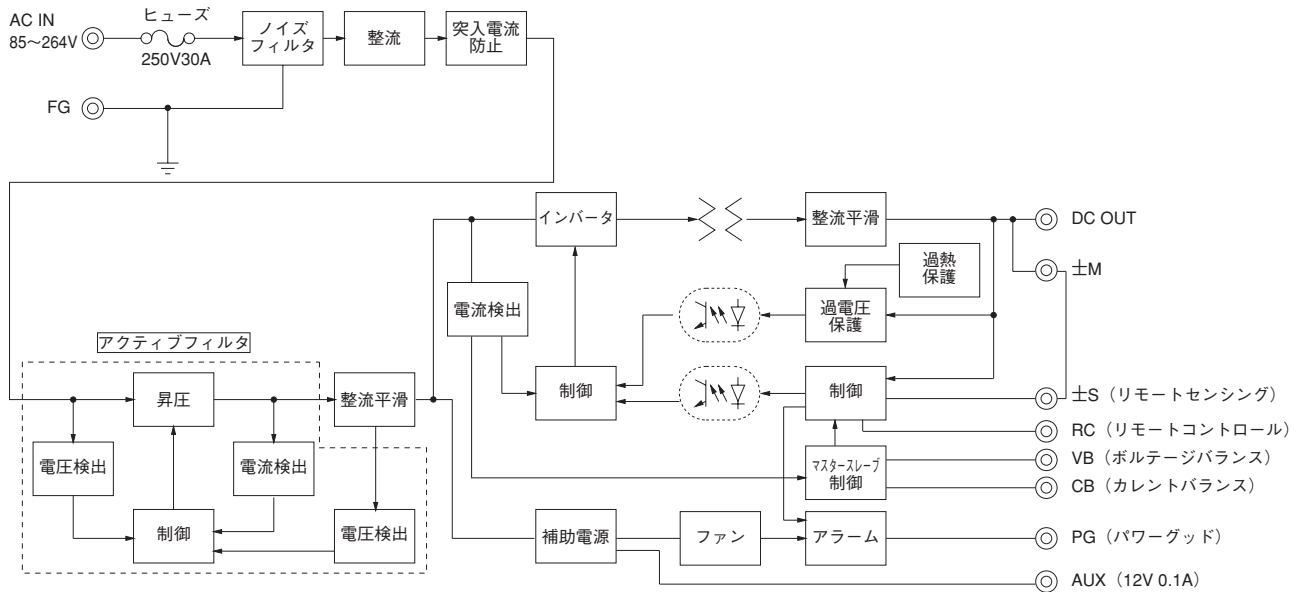 AC IN
85～264V
ヒューズ
250V30A
ノイズ
フィルタ
整流
突入電流
防止
FG
インバータ
整流平滑
DC OUT
過熱
保護
±M
電流検出
過電圧
保護
アクティブフィルタ
昇圧
整流平滑
制御
制御
±S（リモートセンシング）
RC（リモートコントロール）
電圧検出
電流検出
マスタースレーブ
制御
VB（ボルテージバランス）
CB（カレントバランス）
制御
電圧検出
補助電源
ファン
アラーム
PG（パワーグッド）
AUX（12V 0.1A）